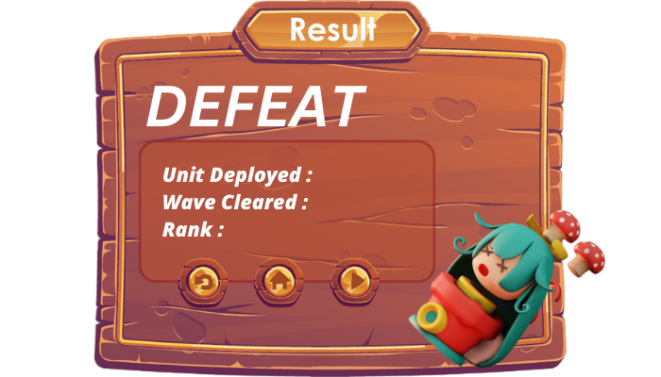 Result
DEFEAT
Unit Deployed :
Wave Cleared :
Rank :